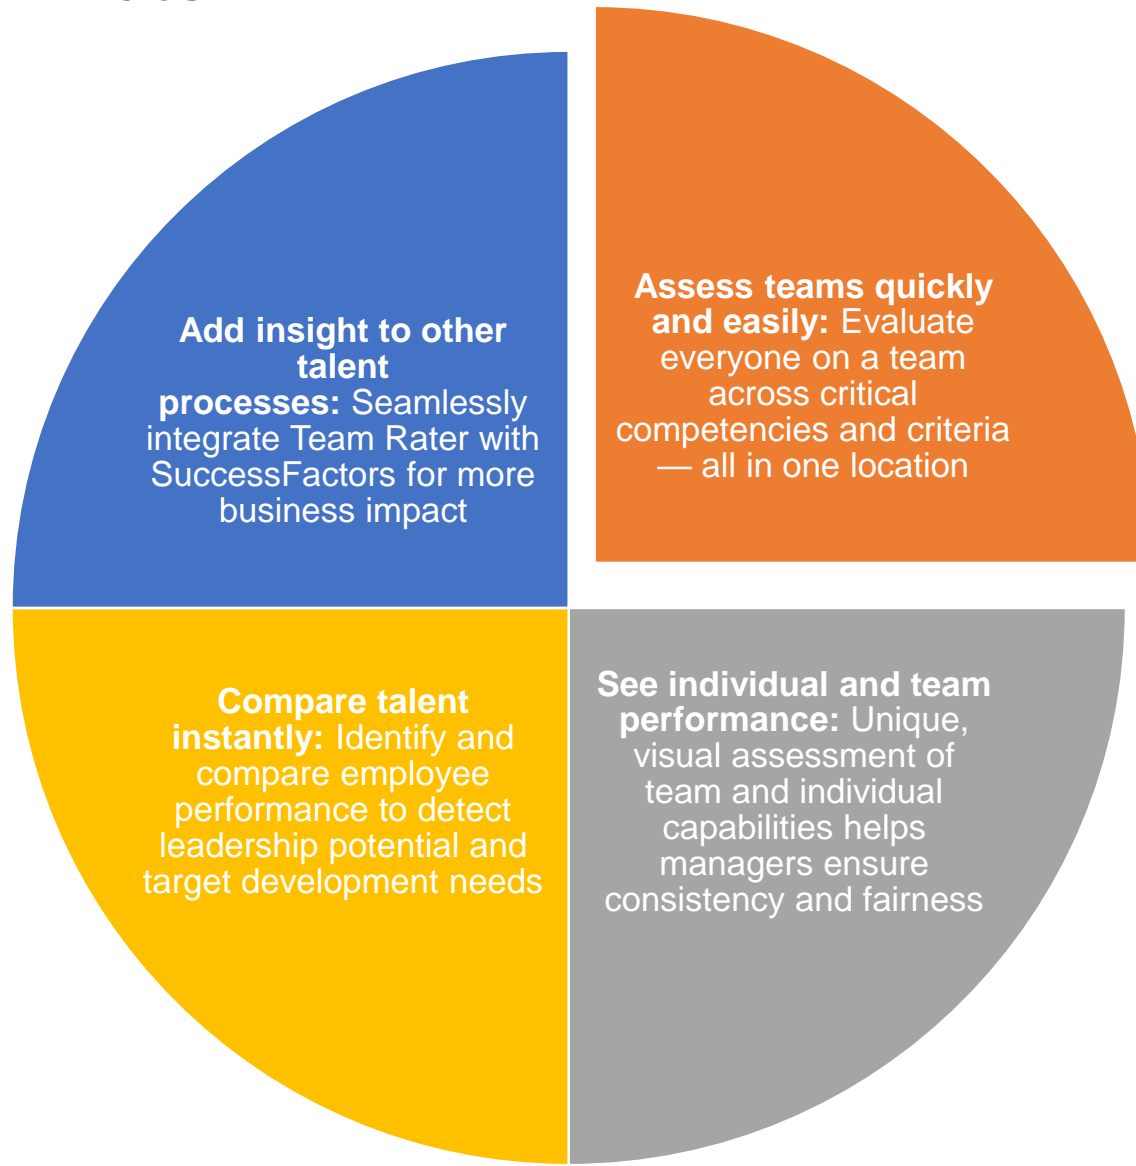 Assess teams quickly
and easily: Evaluate
everyone on a team
across critical
competencies and criteria
— all in one location
See individual and team
performance: Unique,
visual assessment of
team and individual
capabilities helps
managers ensure
consistency and fairness
Compare talent
instantly: Identify and
compare employee
performance to detect
leadership potential and
target development needs
Add insight to other
talent
processes: Seamlessly
integrate Team Rater with
SuccessFactors for more
business impact